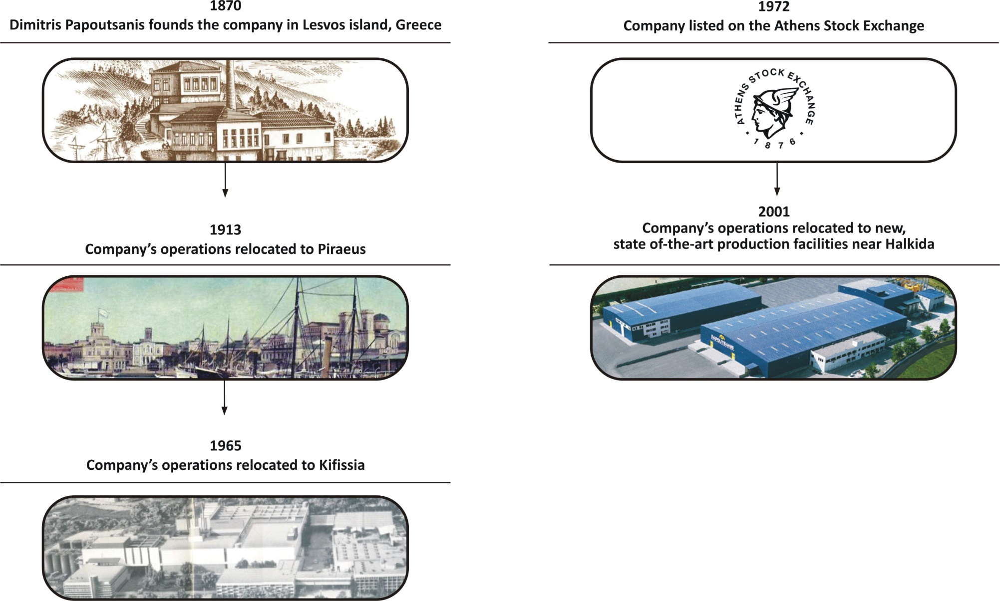 1870
Dimitris Papoutsanis founds the company in Lesvos island, Greece
1913
Company’s operations relocated to Piraeus
1965
Company’s operations relocated to Kifissia
1972
Company listed on the Athens Stock Exchange
ATHENS STOCK EXCHANGE
• 1876 •
2001
Company’s operations relocated to new,
state of-the-art production facilities near Halkida
PAPOUTSANIS